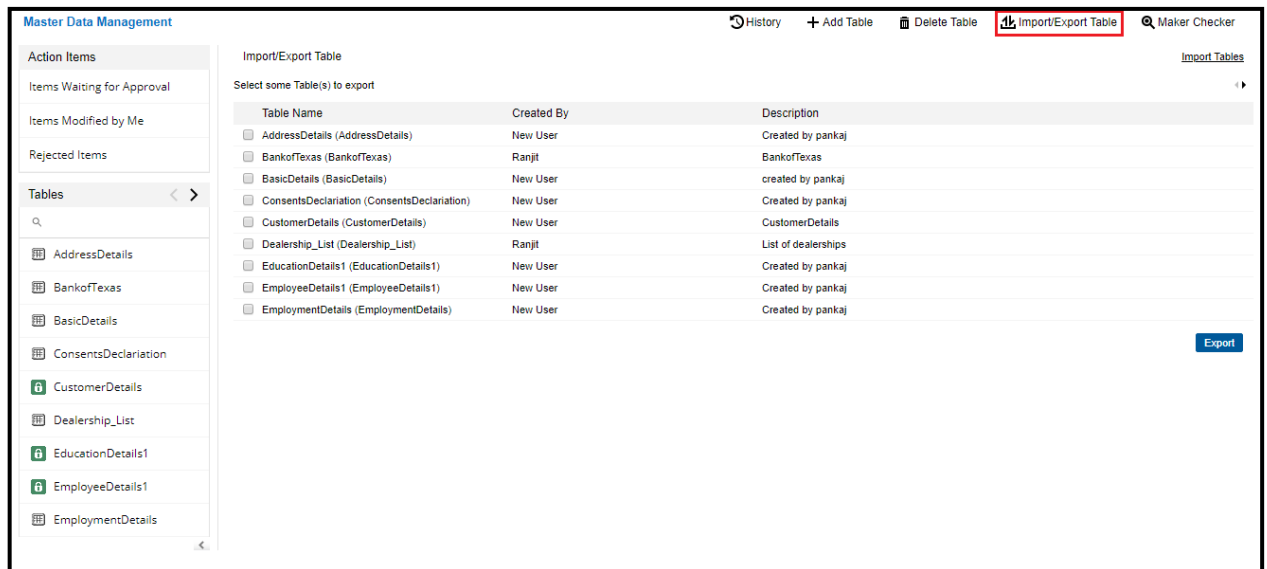 Master Data Management
History
Add Table
Delete Table
Import/Export Table
Maker Checker
Action Items
Items Waiting for Approval
Items Modified by Me
Rejected Items
Tables
AddressDetails
BankofTexas
BasicDetails
ConsentsDeclariation
CustomerDetails
Dealership_List
EducationDetails1
EmployeeDetails1
EmploymentDetails
Import/Export Table
Import Tables
Select some Table(s) to export
Table Name Created By Description
AddressDetails (AddressDetails) New User Created by pankaj
BankofTexas (BankofTexas) Ranjit BankofTexas
BasicDetails (BasicDetails) New User created by pankaj
ConsentsDeclariation (ConsentsDeclariation) New User Created by pankaj
CustomerDetails (CustomerDetails) New User CustomerDetails
Dealership_List (Dealership_List) Ranjit List of dealerships
EducationDetails1 (EducationDetails1) New User Created by pankaj
EmployeeDetails1 (EmployeeDetails1) New User Created by pankaj
EmploymentDetails (EmploymentDetails) New User Created by pankaj
Export